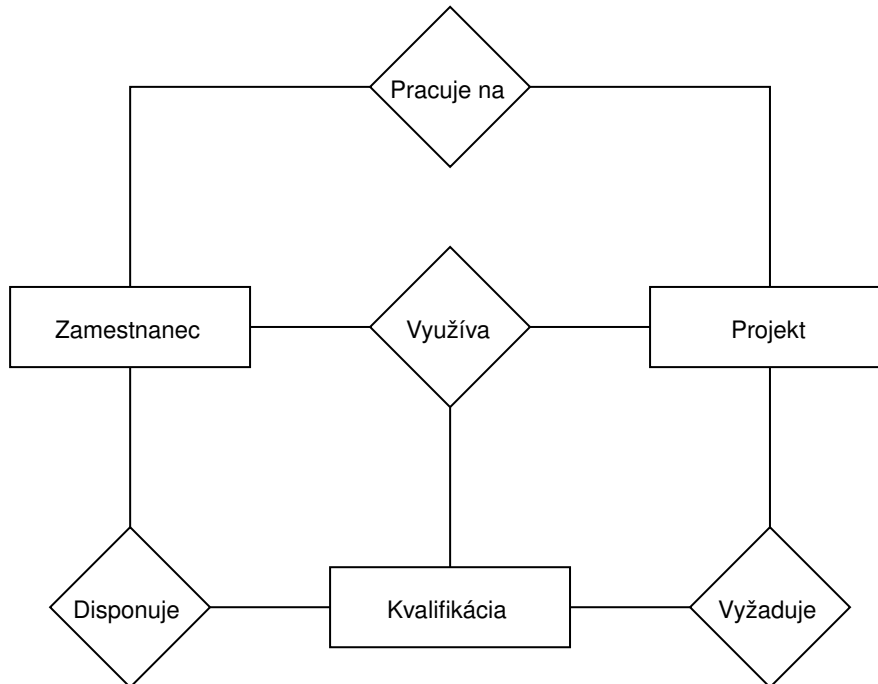 Pracuje na
Zamestnanec
Využíva
Projekt
Disponuje
Kvalifikácia
Vyžaduje